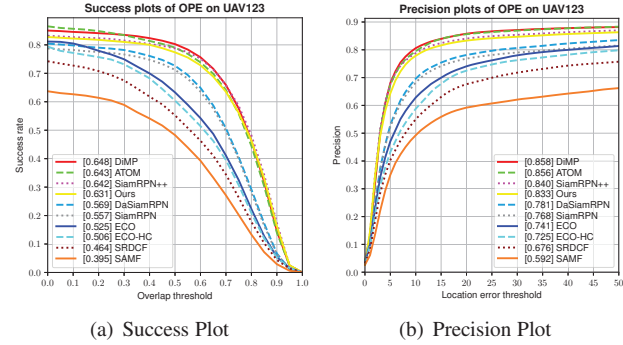 Success plots of OPE on UAV123
Success rate
0.8
0.7
0.6
0.5
0.4
0.3
0.2
0.1
0.0
[0.648] DiMP
[0.643] ATOM
[0.642] SiamRPN++
[0.631] Ours
[0.569] DaSiamRPN
[0.557] SiamRPN
[0.525] ECO
[0.506] ECO-HC
[0.464] SRDCF
[0.395] SAMF
0.0 0.1 0.2 0.3 0.4 0.5 0.6 0.7 0.8 0.9 1.0
Overlap threshold
(a) Success Plot
Precision plots of OPE on UAV123
Precision
0.9
0.8
0.7
0.6
0.5
0.4
0.3
0.2
0.1
0.0
[0.858] DiMP
[0.856] ATOM
[0.840] SiamRPN++
[0.833] Ours
[0.781] DaSiamRPN
[0.768] SiamRPN
[0.741] ECO
[0.725] ECO-HC
[0.676] SRDCF
[0.592] SAMF
0 5 10 15 20 25 30 35 40 45 50
Location error threshold
(b) Precision Plot